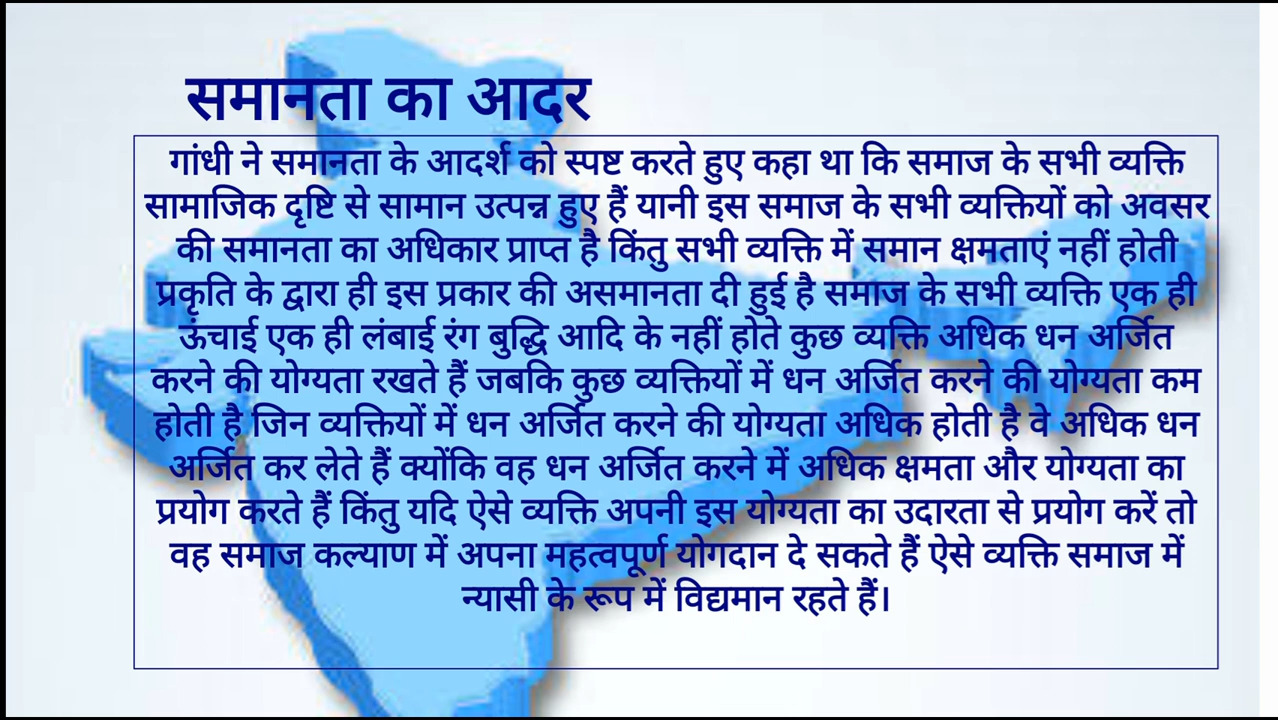 समानता का आदर
गांधी ने समानता के आदर्श को स्पष्ट करते हुए कहा था कि समाज के सभी व्यक्ति
सामाजिक दृष्टि से सामान उत्पन्न हुए हैं यानी इस समाज के सभी व्यक्तियों को अवसर
की समानता का अधिकार प्राप्त है किंतु सभी व्यक्ति में समान क्षमताएं नहीं होती
प्रकृति के द्वारा ही इस प्रकार की असमानता दी हुई है समाज के सभी व्यक्ति एक ही
ऊंचाई एक ही लंबाई रंग बुद्धि आदि के नहीं होते कुछ व्यक्ति अधिक धन अर्जित
करने की योग्यता रखते हैं जबकि कुछ व्यक्तियों में धन अर्जित करने की योग्यता कम
होती है जिन व्यक्तियों में धन अर्जित करने की योग्यता अधिक होती है वे अधिक धन
अर्जित कर लेते हैं क्योंकि वह धन अर्जित करने में अधिक क्षमता और योग्यता का
प्रयोग करते हैं किंतु यदि ऐसे व्यक्ति अपनी इस योग्यता का उदारता से प्रयोग करें तो
वह समाज कल्याण में अपना महत्वपूर्ण योगदान दे सकते हैं ऐसे व्यक्ति समाज में
न्यासी के रूप में विद्यमान रहते हैं।